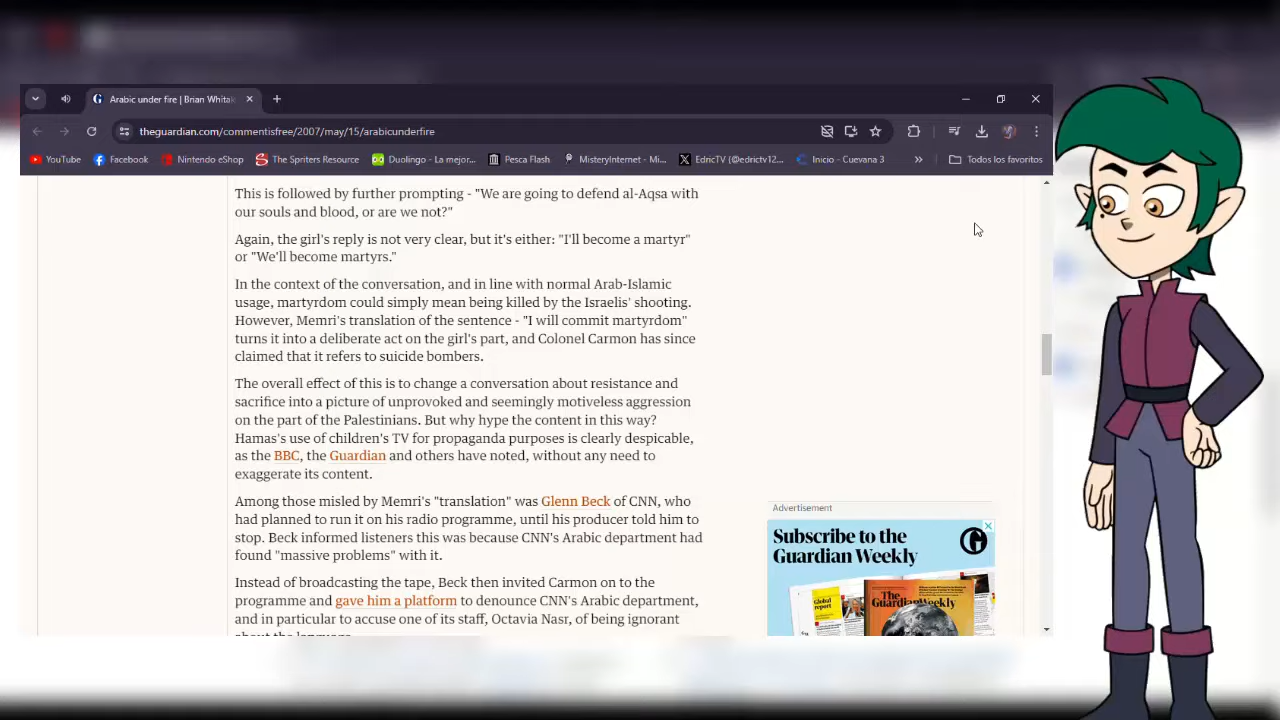 Arabic under fire | Brian Whitak
theguardian.com/commentisfree/2007/may/15/arabicunderfire
YouTube
Facebook
Nintendo eShop
The Spriters Resource
Duolingo - La mejor...
Pesca Flash
MisteryInternet - Mi...
EdricTV (@edrictv12...
Inicio - Cuevana 3
Todos los favoritos
This is followed by further prompting - "We are going to defend al-Aqsa with
our souls and blood, or are we not?"
Again, the girl's reply is not very clear, but it's either: "I'll become a martyr"
or "We'll become martyrs."
In the context of the conversation, and in line with normal Arab-Islamic
usage, martyrdom could simply mean being killed by the Israelis' shooting.
However, Memri's translation of the sentence - "I will commit martyrdom"
turns it into a deliberate act on the girl's part, and Colonel Carmon has since
claimed that it refers to suicide bombers.
The overall effect of this is to change a conversation about resistance and
sacrifice into a picture of unprovoked and seemingly motiveless aggression
on the part of the Palestinians. But why hype the content in this way?
Hamas's use of children's TV for propaganda purposes is clearly despicable,
as the BBC, the Guardian and others have noted, without any need to
exaggerate its content.
Among those misled by Memri's "translation" was Glenn Beck of CNN, who
had planned to run it on his radio programme, until his producer told him to
stop. Beck informed listeners this was because CNN's Arabic department had
found "massive problems" with it.
Instead of broadcasting the tape, Beck then invited Carmon on to the
programme and gave him a platform to denounce CNN's Arabic department,
and in particular to accuse one of its staff, Octavia Nasr, of being ignorant
about the language.
Advertisement
Subscribe to the
Guardian Weekly
Global
report
The Guardian Weekly